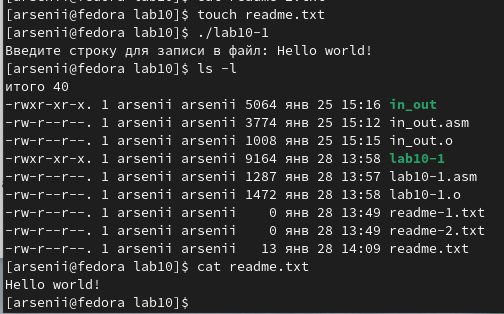 [arsenii@fedora lab10]$ touch readme.txt
[arsenii@fedora lab10]$ ./lab10-1
Введите строку для записи в файл: Hello world!
[arsenii@fedora lab10]$ ls -l
итого 40
-rwxr-xr-x. 1 arsenii arsenii 5064 янв 25 15:16 in_out
-rw-r--r--. 1 arsenii arsenii 3774 янв 25 15:12 in_out.asm
-rw-r--r--. 1 arsenii arsenii 1008 янв 25 15:15 in_out.o
-rwxr-xr-x. 1 arsenii arsenii 9164 янв 28 13:58 lab10-1
-rw-r--r--. 1 arsenii arsenii 1287 янв 28 13:57 lab10-1.asm
-rw-r--r--. 1 arsenii arsenii 1472 янв 28 13:58 lab10-1.o
-rw-r--r--. 1 arsenii arsenii    0 янв 28 13:49 readme-1.txt
-rw-r--r--. 1 arsenii arsenii    0 янв 28 13:49 readme-2.txt
-rw-r--r--. 1 arsenii arsenii   13 янв 28 14:09 readme.txt
[arsenii@fedora lab10]$ cat readme.txt
Hello world!
[arsenii@fedora lab10]$